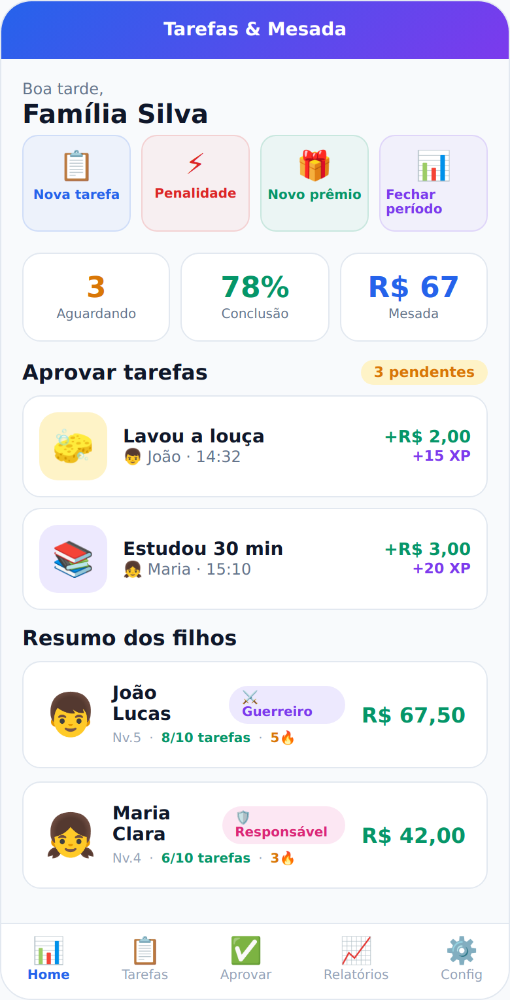 Tarefas & Mesada
Boa tarde,
Família Silva
Nova tarefa
Penalidade
Novo prêmio
Fechar
período
3
Aguardando
78%
Conclusão
R$ 67
Mesada
Aprovar tarefas
3 pendentes
Lavou a louça
João · 14:32
+R$ 2,00
+15 XP
Estudou 30 min
Maria · 15:10
+R$ 3,00
+20 XP
Resumo dos filhos
João
Lucas
Guerreiro
Nv.5 · 8/10 tarefas · 5🔥
R$ 67,50
Maria
Clara
Responsável
Nv.4 · 6/10 tarefas · 3🔥
R$ 42,00
Home
Tarefas
Aprovar
Relatórios
Config